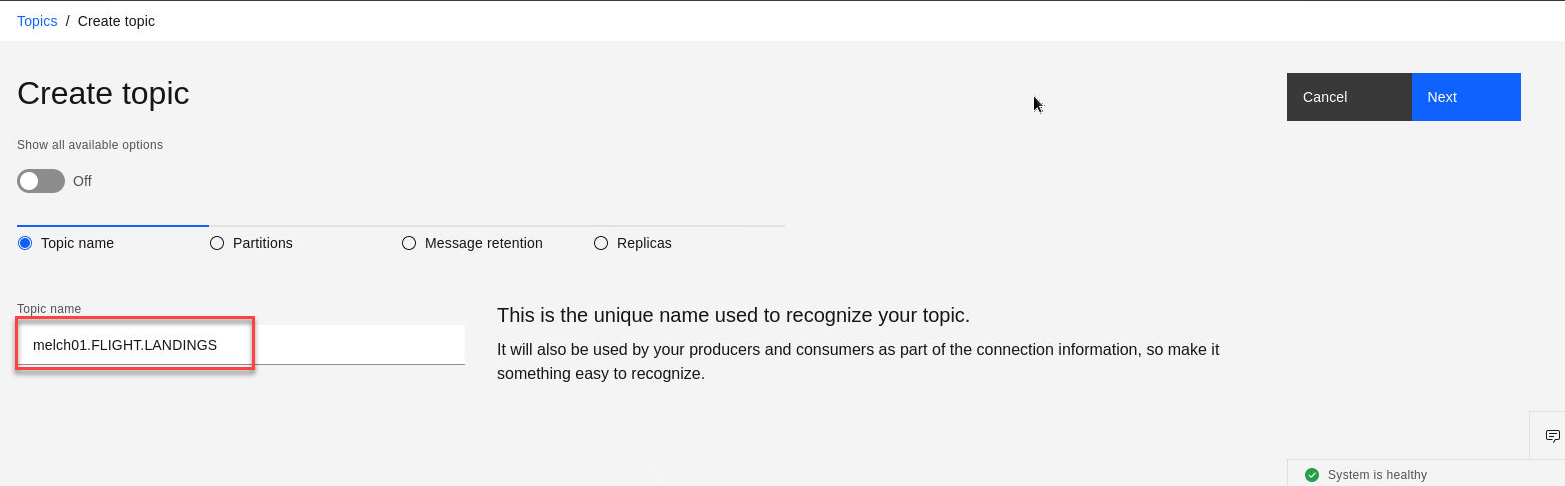 Topics / Create topic
Create topic
Cancel
Next
Show all available options
Off
Topic name
Partitions
Message retention
Replicas
Topic name
melch01.FLIGHT.LANDINGS
This is the unique name used to recognize your topic.
It will also be used by your producers and consumers as part of the connection information, so make it
something easy to recognize.
System is healthy